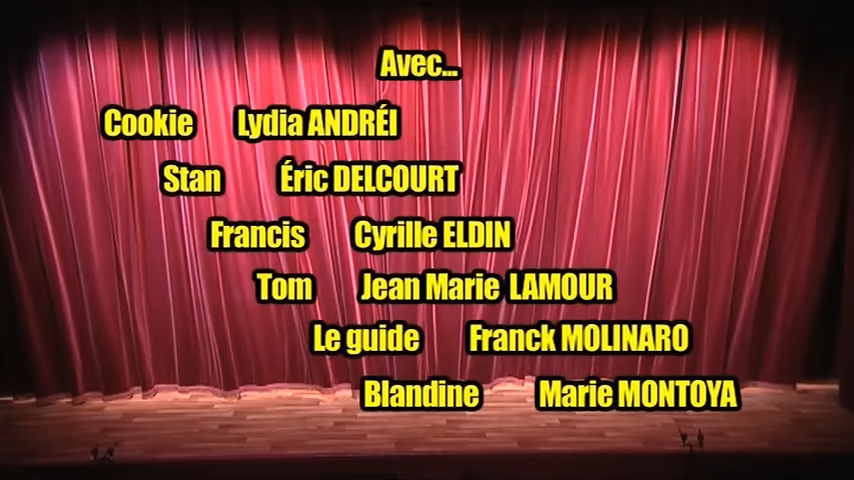 Avec...
Cookie Lydia ANDRÉI
Stan Éric DELCOURT
Francis Cyrille ELDIN
Tom Jean Marie LAMOUR
Le guide Franck MOLINARO
Blandine Marie MONTOYA